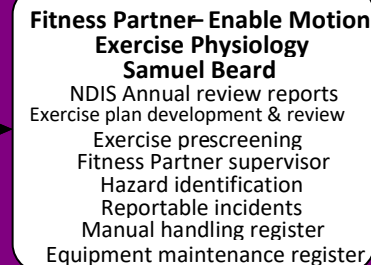 Fitness Partner– Enable Motion
Exercise Physiology
Samuel Beard
NDIS Annual review reports
Exercise plan development & review
Exercise prescreening
Fitness Partner supervisor
Hazard identification
Reportable incidents
Manual handling register
Equipment maintenance register